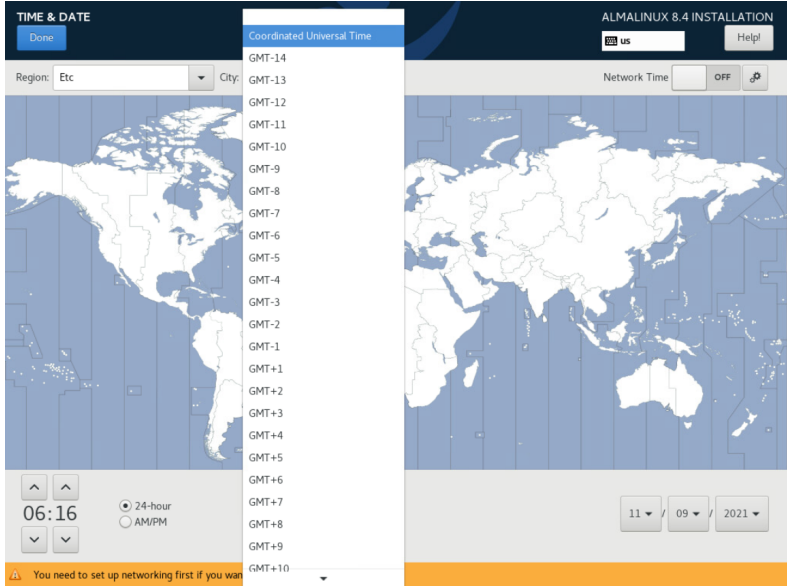 TIME & DATE
ALMALINUX 8.4 INSTALLATION
Done
us
Help!
Region:
Etc
City:
Network Time
OFF
Coordinated Universal Time
GMT-14
GMT-13
GMT-12
GMT-11
GMT-10
GMT-9
GMT-8
GMT-7
GMT-6
GMT-5
GMT-4
GMT-3
GMT-2
GMT-1
GMT+1
GMT+2
GMT+3
GMT+4
GMT+5
GMT+6
GMT+7
GMT+8
GMT+9
GMT+10
06:16
24-hour
AM/PM
11 / 09 / 2021
You need to set up networking first if you wan